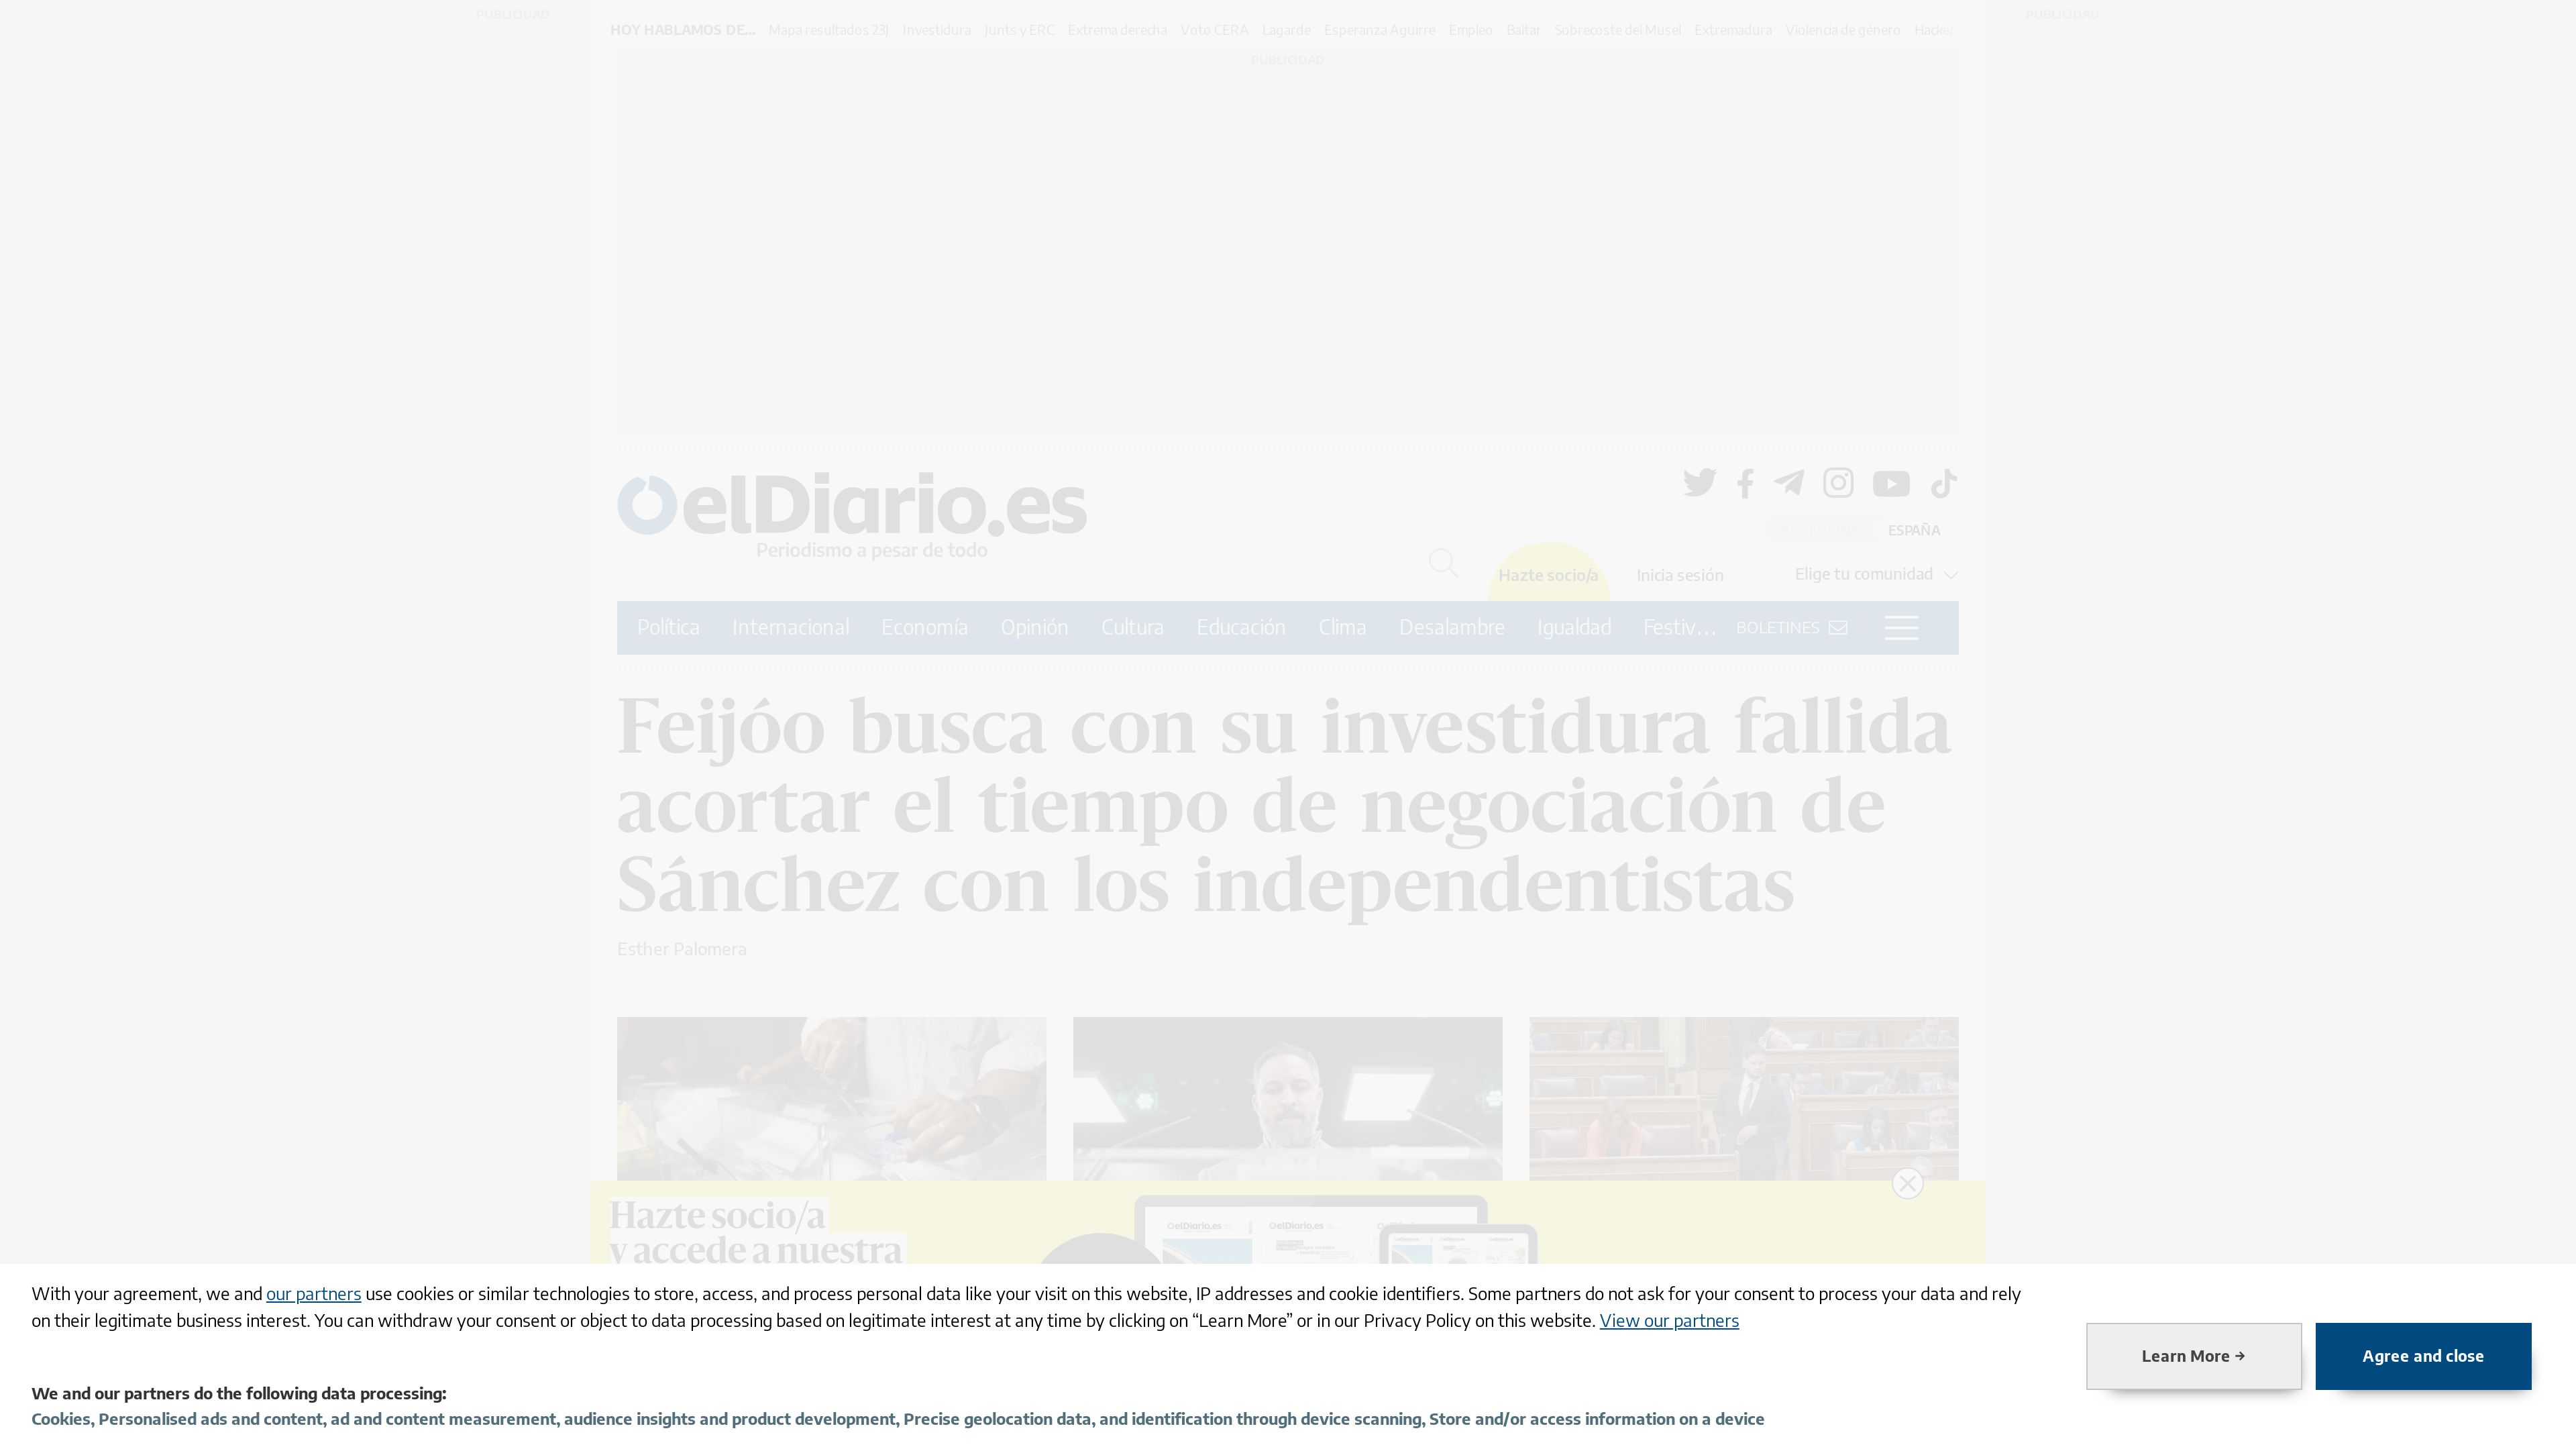 PUBLICIDAD
PUBLICIDAD
HOY HABLAMOS DE... Mapa resultados 23J Investidura Junts y ERC Extrema derecha Voto CERA Lagarde Esperanza Aguirre Empleo Baltar Sobrecoste del Musel Extremadura Violencia de género Hacker
PUBLICIDAD
elDiario.es
Periodismo a pesar de todo
ESPAÑA
Hazte socio/a Inicia sesión Elige tu comunidad
Política Internacional Economía Opinión Cultura Educación Clima Desalambre Igualdad Festiv... BOLETINES
Feijóo busca con su investidura fallida
acortar el tiempo de negociación de
Sánchez con los independentistas
Esther Palomera
Hazte socio/a
y accede a nuestra
elDiario.es elDiario.es
With your agreement, we and our partners use cookies or similar technologies to store, access, and process personal data like your visit on this website, IP addresses and cookie identifiers. Some partners do not ask for your consent to process your data and rely
on their legitimate business interest. You can withdraw your consent or object to data processing based on legitimate interest at any time by clicking on “Learn More” or in our Privacy Policy on this website. View our partners
Learn More → Agree and close
We and our partners do the following data processing:
Cookies, Personalised ads and content, ad and content measurement, audience insights and product development, Precise geolocation data, and identification through device scanning, Store and/or access information on a device